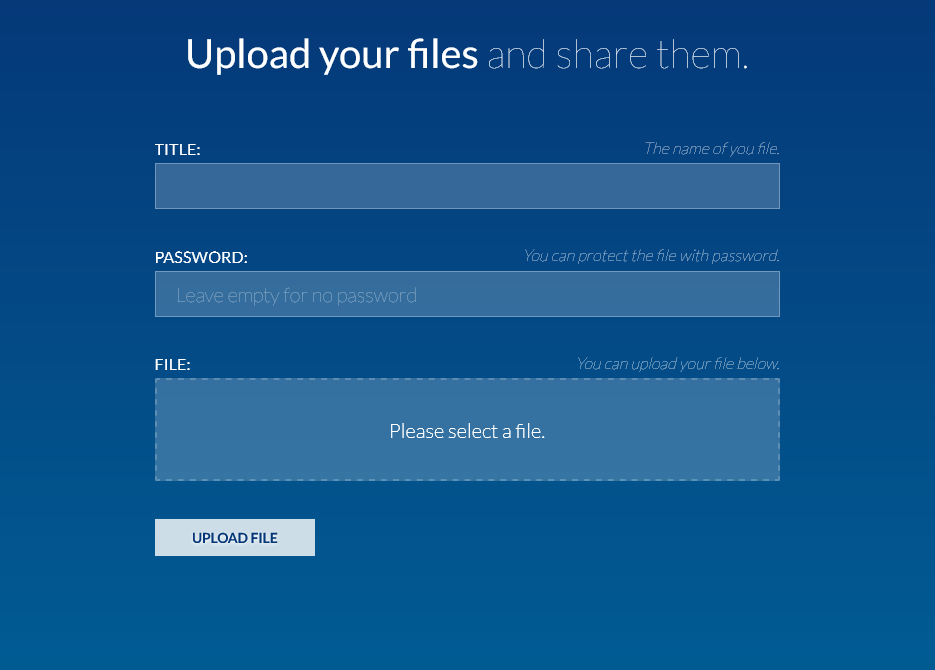 Upload your files and share them.
TITLE: The name of you file.
PASSWORD: You can protect the file with password.
Leave empty for no password
FILE: You can upload your file below.
Please select a file.
UPLOAD FILE